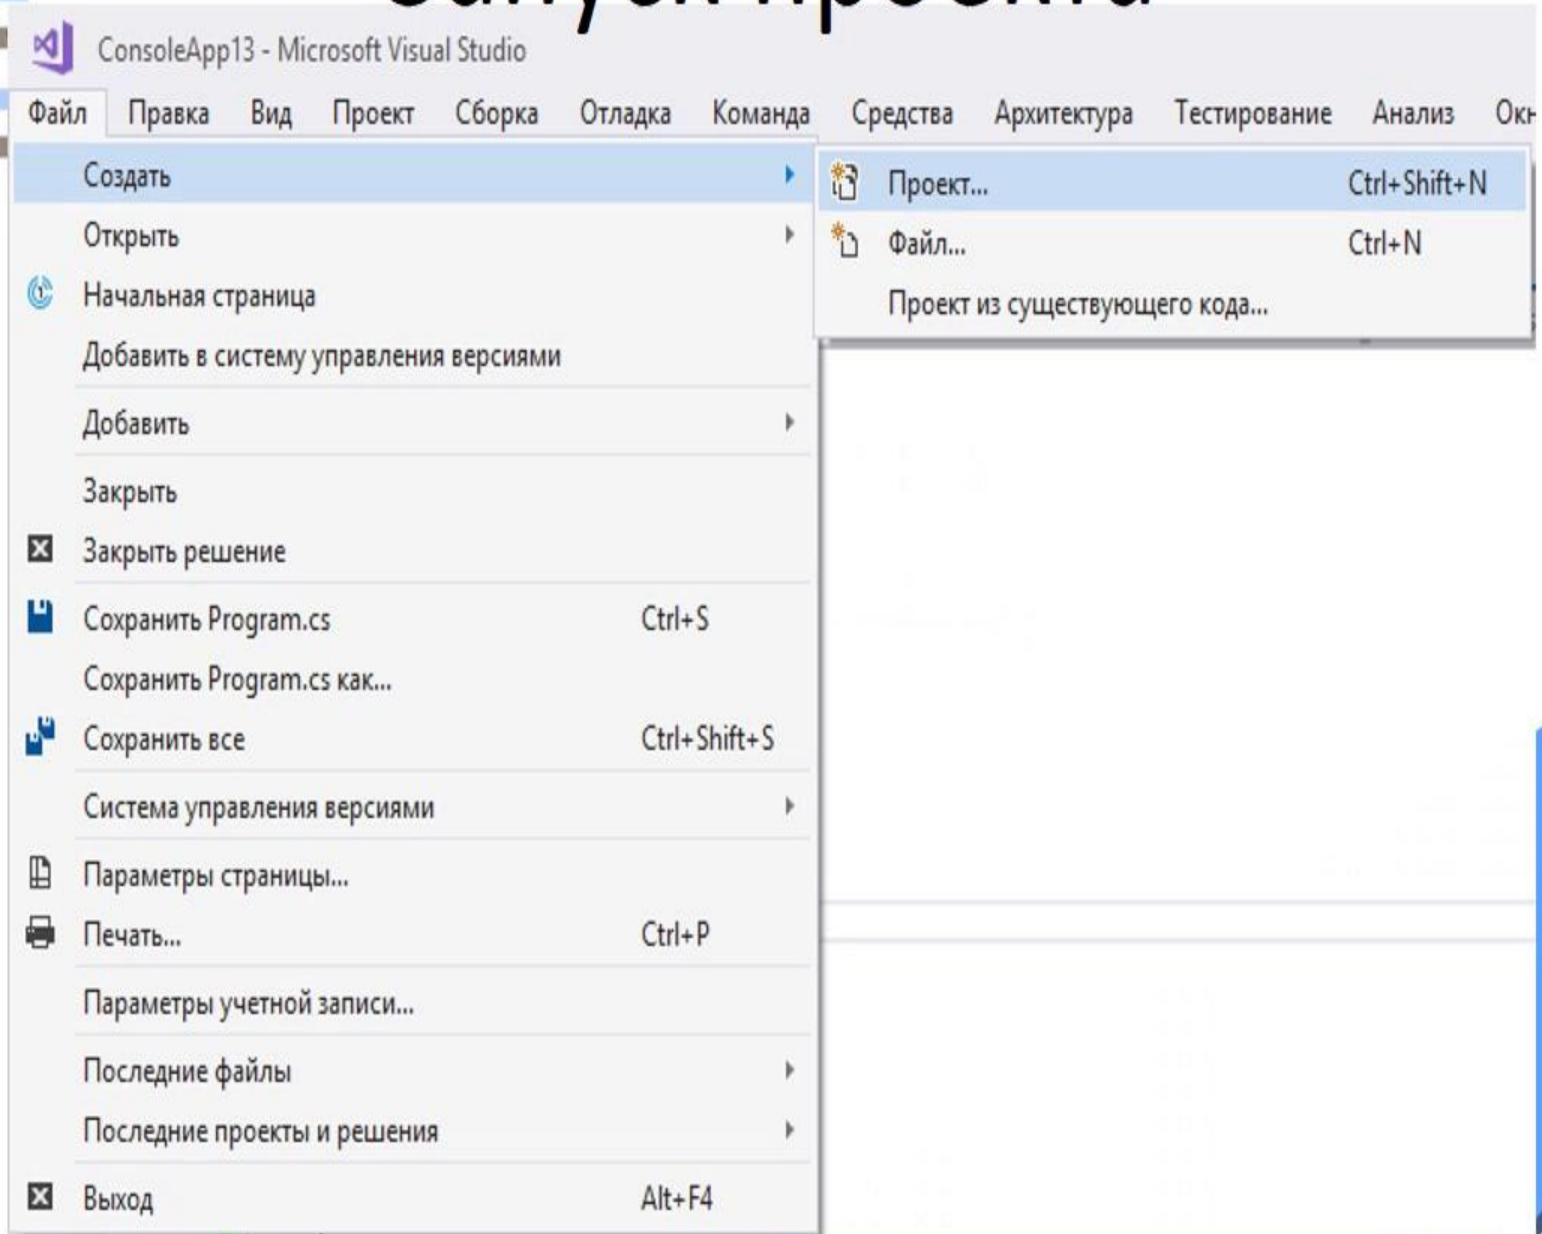 Запуск проекта
ConsoleApp13 - Microsoft Visual Studio
Файл Правка Вид Проект Сборка Отладка Команда Средства Архитектура Тестирование Анализ
Создать
Проект... Ctrl+Shift+N
Открыть
Файл... Ctrl+N
Начальная страница
Проект из существующего кода...
Добавить в систему управления версиями
Добавить
Закрыть
Закрыть решение
Сохранить Program.cs Ctrl+S
Сохранить Program.cs как...
Сохранить все Ctrl+Shift+S
Система управления версиями
Параметры страницы...
Печать... Ctrl+P
Параметры учетной записи...
Последние файлы
Последние проекты и решения
Выход Alt+F4